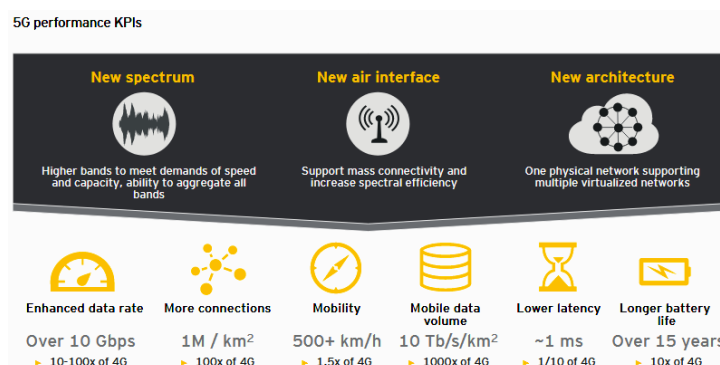 5G performance KPIs
New spectrum
New air interface
New architecture
Higher bands to meet demands of speed
and capacity, ability to aggregate all
bands
Support mass connectivity and
increase spectral efficiency
One physical network supporting
multiple virtualized networks
Enhanced data rate
More connections
Mobility
Mobile data
volume
Lower latency
Longer battery
life
Over 10 Gbps
1M / km²
500+ km/h
10 Tb/s/km²
~1 ms
Over 15 years
► 10-100x of 4G
► 100x of 4G
► 1.5x of 4G
► 1000x of 4G
► 1/10 of 4G
► 10x of 4G